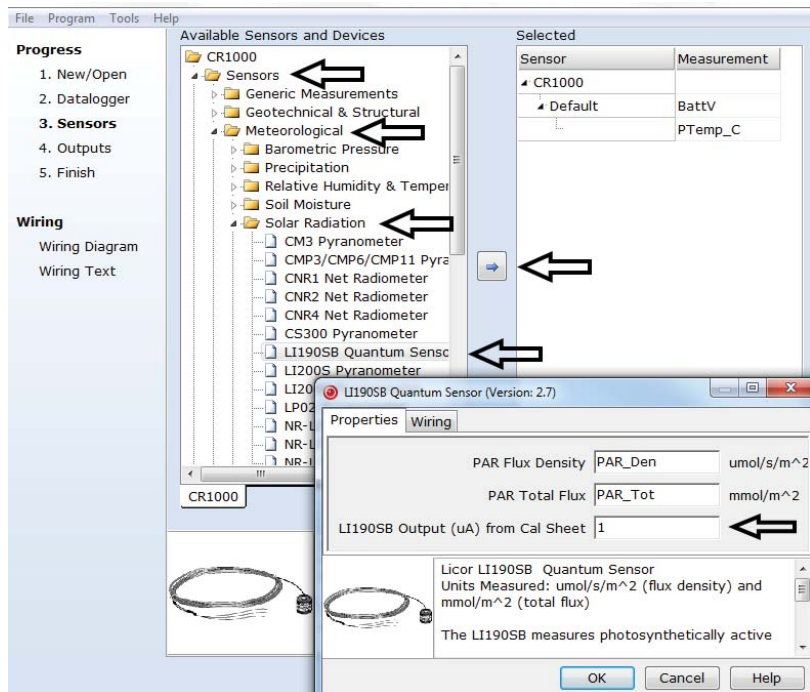 File Program Tools Help
Progress
1. New/Open
2. Datalogger
3. Sensors
4. Outputs
5. Finish
Wiring
Wiring Diagram
Wiring Text
Available Sensors and Devices
CR1000
Sensors
Generic Measurements
Geotechnical & Structural
Meteorological
Barometric Pressure
Precipitation
Relative Humidity & Temper
Soil Moisture
Solar Radiation
CM3 Pyranometer
CMP3/CMP6/CMP11 Pyra
CNR1 Net Radiometer
CNR2 Net Radiometer
CNR4 Net Radiometer
CS300 Pyranometer
LI190SB Quantum Senso
LI200S Pyranometer
LI20
LP02
NR-L
NR-L
NR-L
CR1000
Selected
Sensor Measurement
CR1000
Default BattV
PTemp_C
LI190SB Quantum Sensor (Version: 2.7)
Properties Wiring
PAR Flux Density PAR_Den umol/s/m^2
PAR Total Flux PAR_Tot mmol/m^2
LI190SB Output (uA) from Cal Sheet 1
Licor LI190SB Quantum Sensor
Units Measured: umol/s/m^2 (flux density) and
mmol/m^2 (total flux)
The LI190SB measures photosynthetically active
OK Cancel Help